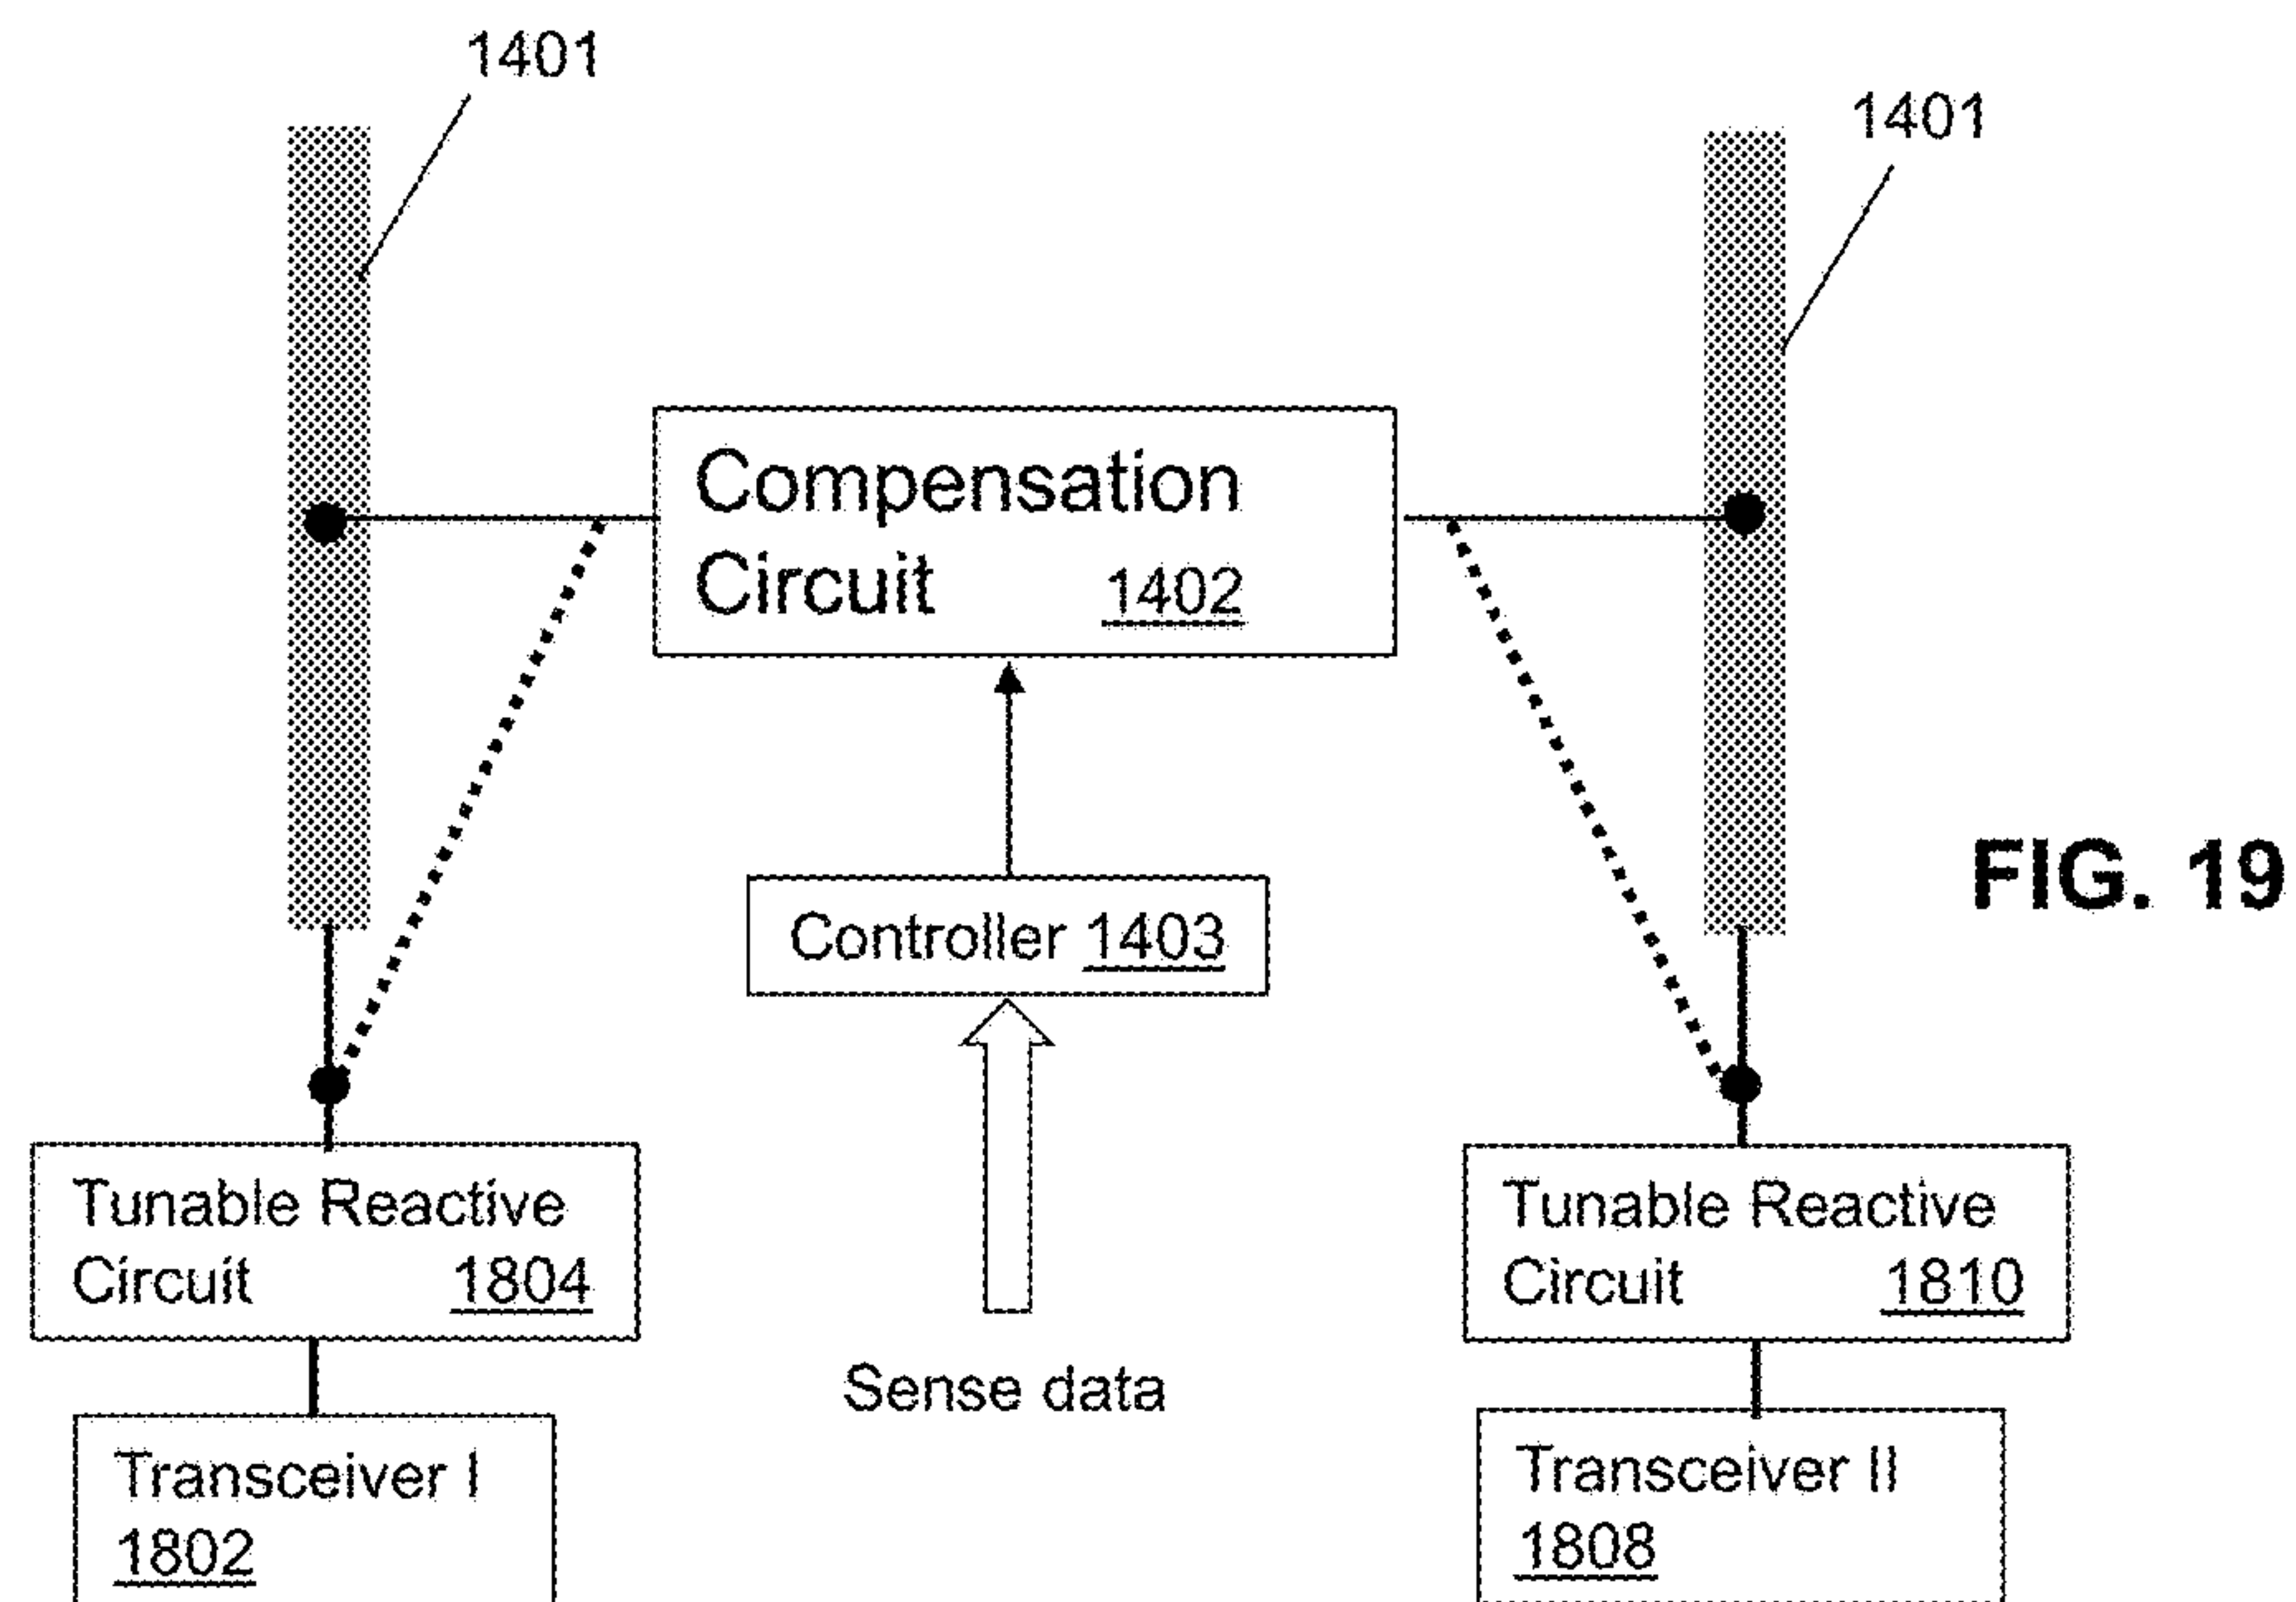 1401
1401
Compensation
Circuit 1402
Controller 1403
FIG. 19
Tunable Reactive
Circuit 1804
Tunable Reactive
Circuit 1810
Sense data
Transceiver I
1802
Transceiver II
1808